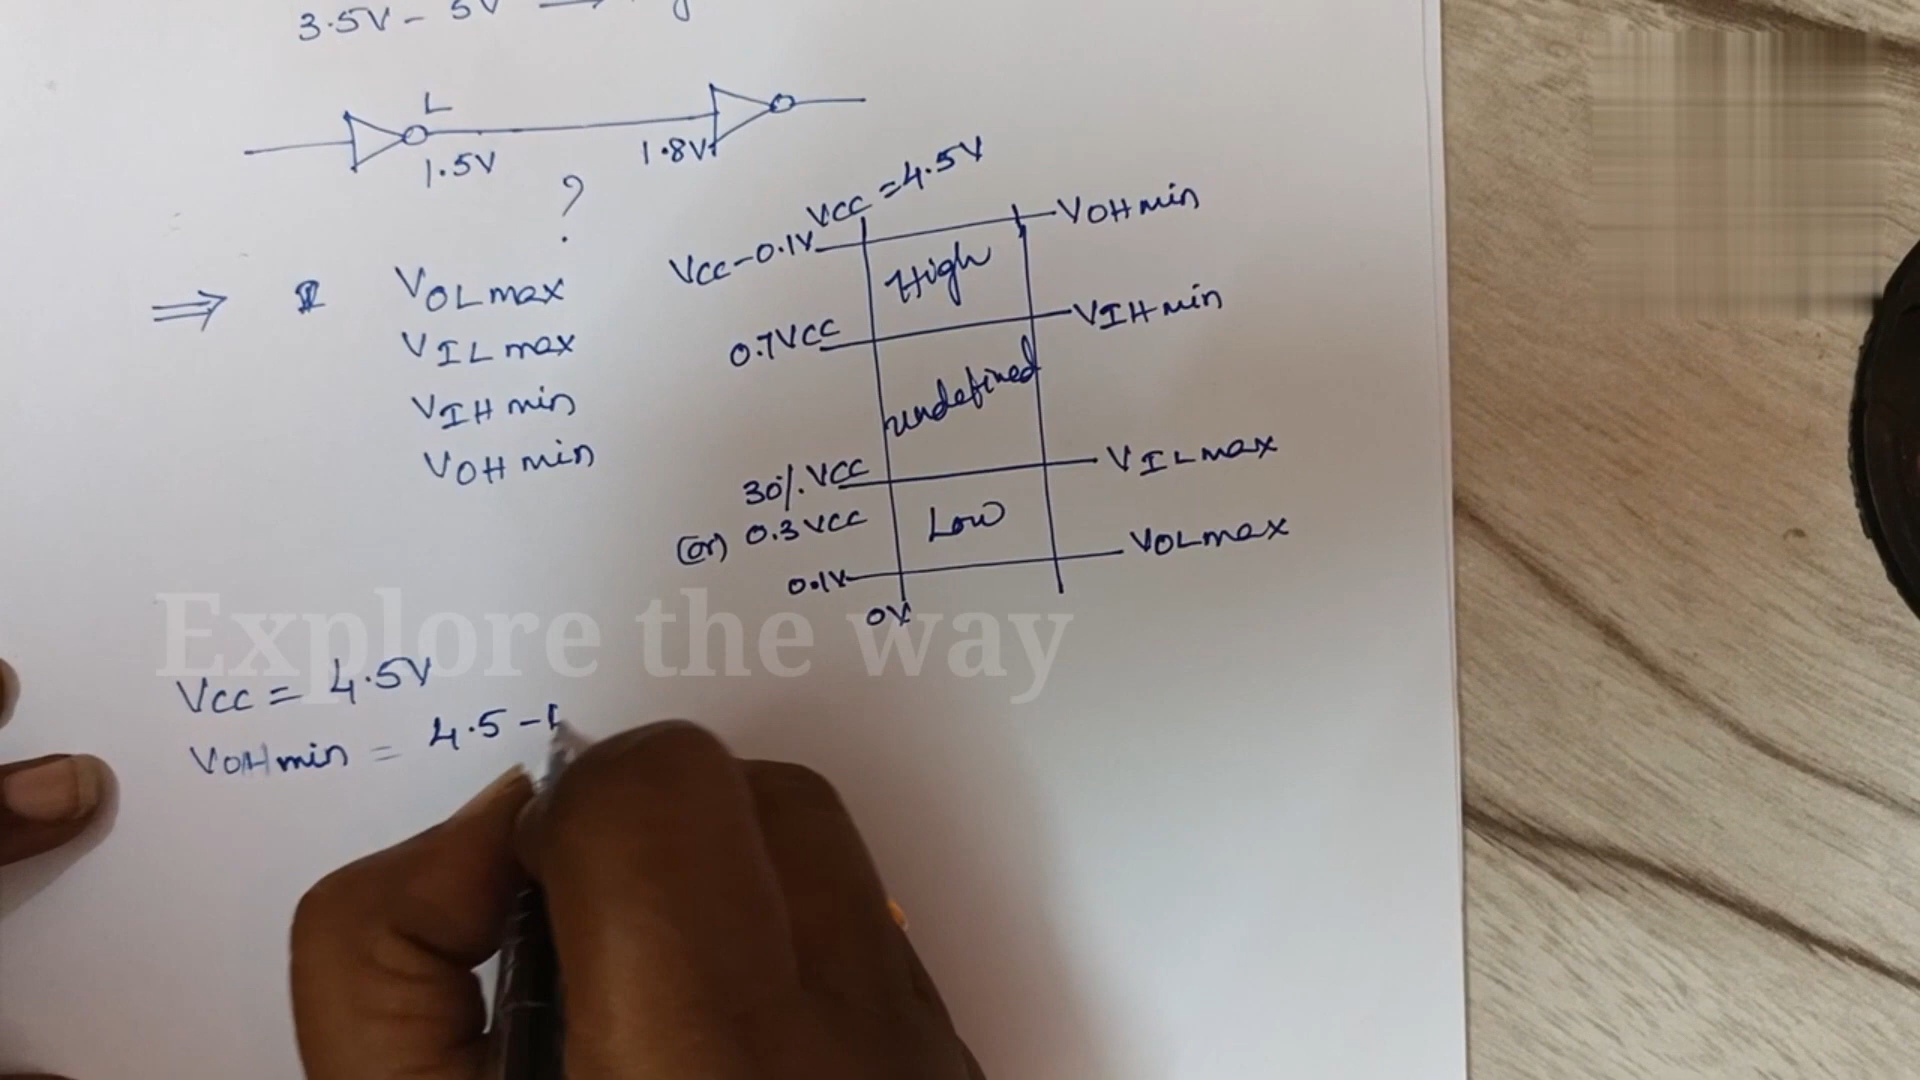 3.5V - 5V →
L
1.5V
1.8V
?
Vcc = 4.5V
Vcc-0.1V
VOHmin
High
0.7VCC
VIHmin
undefined
30%.VCC
VILmax
(or) 0.3VCC
Low
0.1V
VOLmax
0V
⇒ VOLmax
VILmax
VIHmin
VOHmin
Explore the way
Vcc = 4.5V
VOHmin = 4.5 -